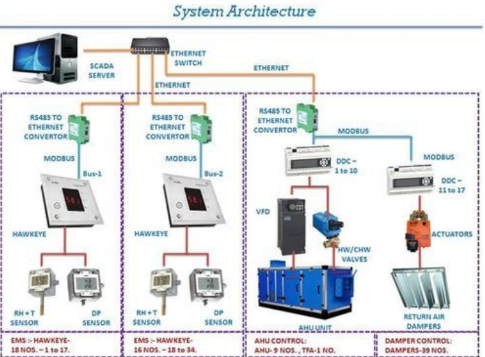 System Architecture
SCADA
SERVER
ETHERNET
SWITCH
ETHERNET
ETHERNET
RS485 TO
ETHERNET
CONVERTOR
MODBUS
Bus-1
HAWKEYE
RH + T
SENSOR
DP
SENSOR
EMS :- HAWKEYE-
18 NOS. – 1 to 17.
RS485 TO
ETHERNET
CONVERTOR
MODBUS
Bus-2
HAWKEYE
RH + T
SENSOR
DP
SENSOR
EMS :- HAWKEYE-
16 NOS. – 18 to 34.
RS485 TO
ETHERNET
CONVERTOR
MODBUS
DDC –
1 to 10
VFD
HW/CHW
VALVES
AHU UNIT
AHU CONTROL:
AHU- 9 NOS. , TFA-1 NO.
MODBUS
DDC –
11 to 17
ACTUATORS
RETURN AIR
DAMPERS
DAMPER CONTROL:
DAMPERS-39 NOS.